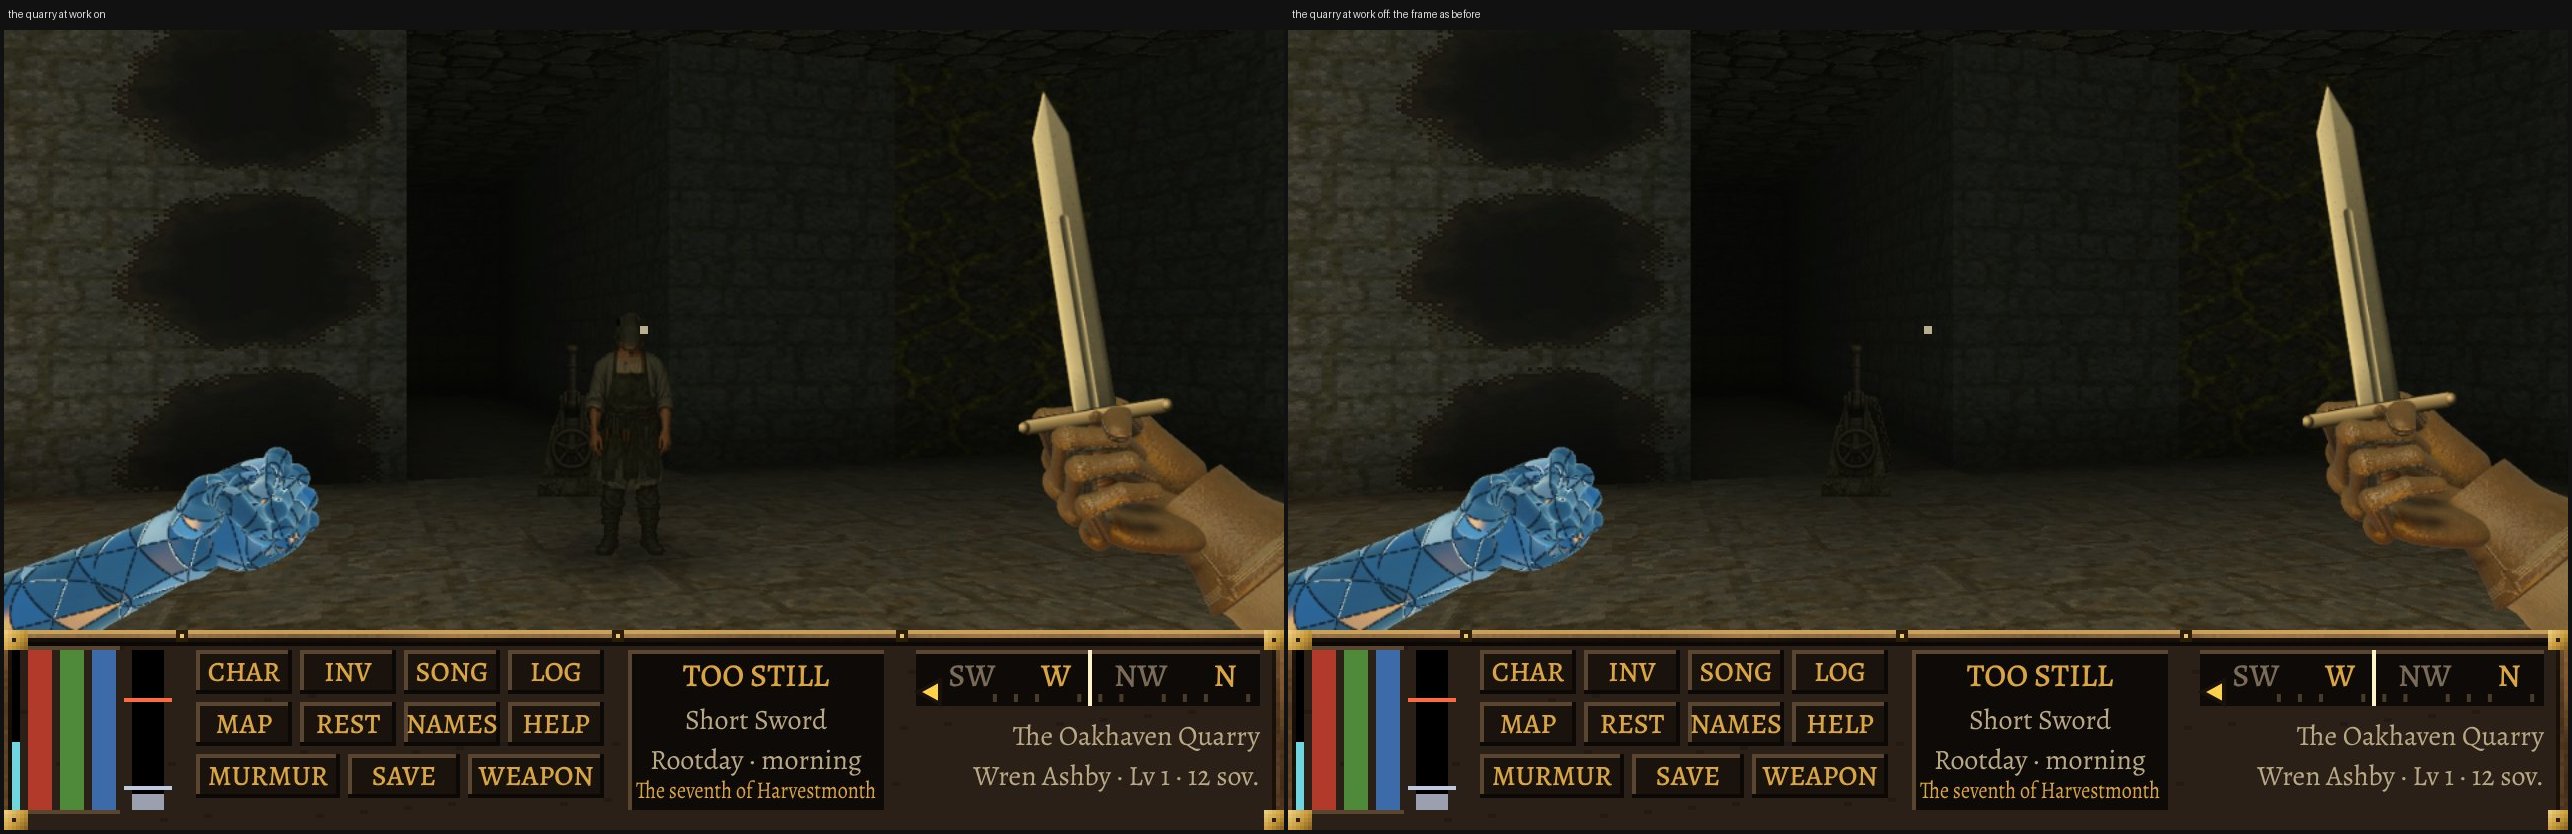 the quarry at work on
the quarry at work off: the frame as before
CHAR INV SONG LOG
MAP REST NAMES HELP
MURMUR SAVE WEAPON
TOO STILL
Short Sword
Rootday · morning
The seventh of Harvestmonth
SW W NW N
The Oakhaven Quarry
Wren Ashby · Lv 1 · 12 sov.
CHAR INV SONG LOG
MAP REST NAMES HELP
MURMUR SAVE WEAPON
TOO STILL
Short Sword
Rootday · morning
The seventh of Harvestmonth
SW W NW N
The Oakhaven Quarry
Wren Ashby · Lv 1 · 12 sov.